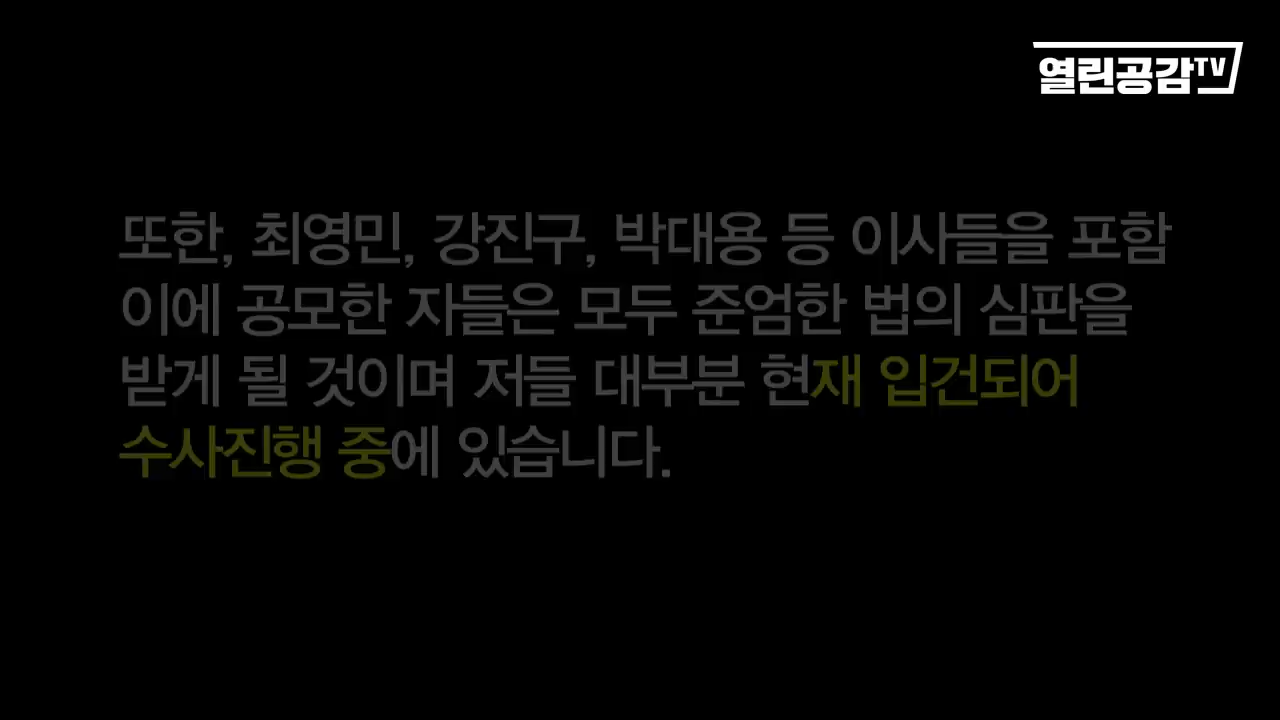 열린공감TV
또한, 최영민, 강진구, 박대용 등 이사들을 포함
이에 공모한 자들은 모두 준엄한 법의 심판을
받게 될 것이며 저들 대부분 현재 입건되어
수사진행 중에 있습니다.